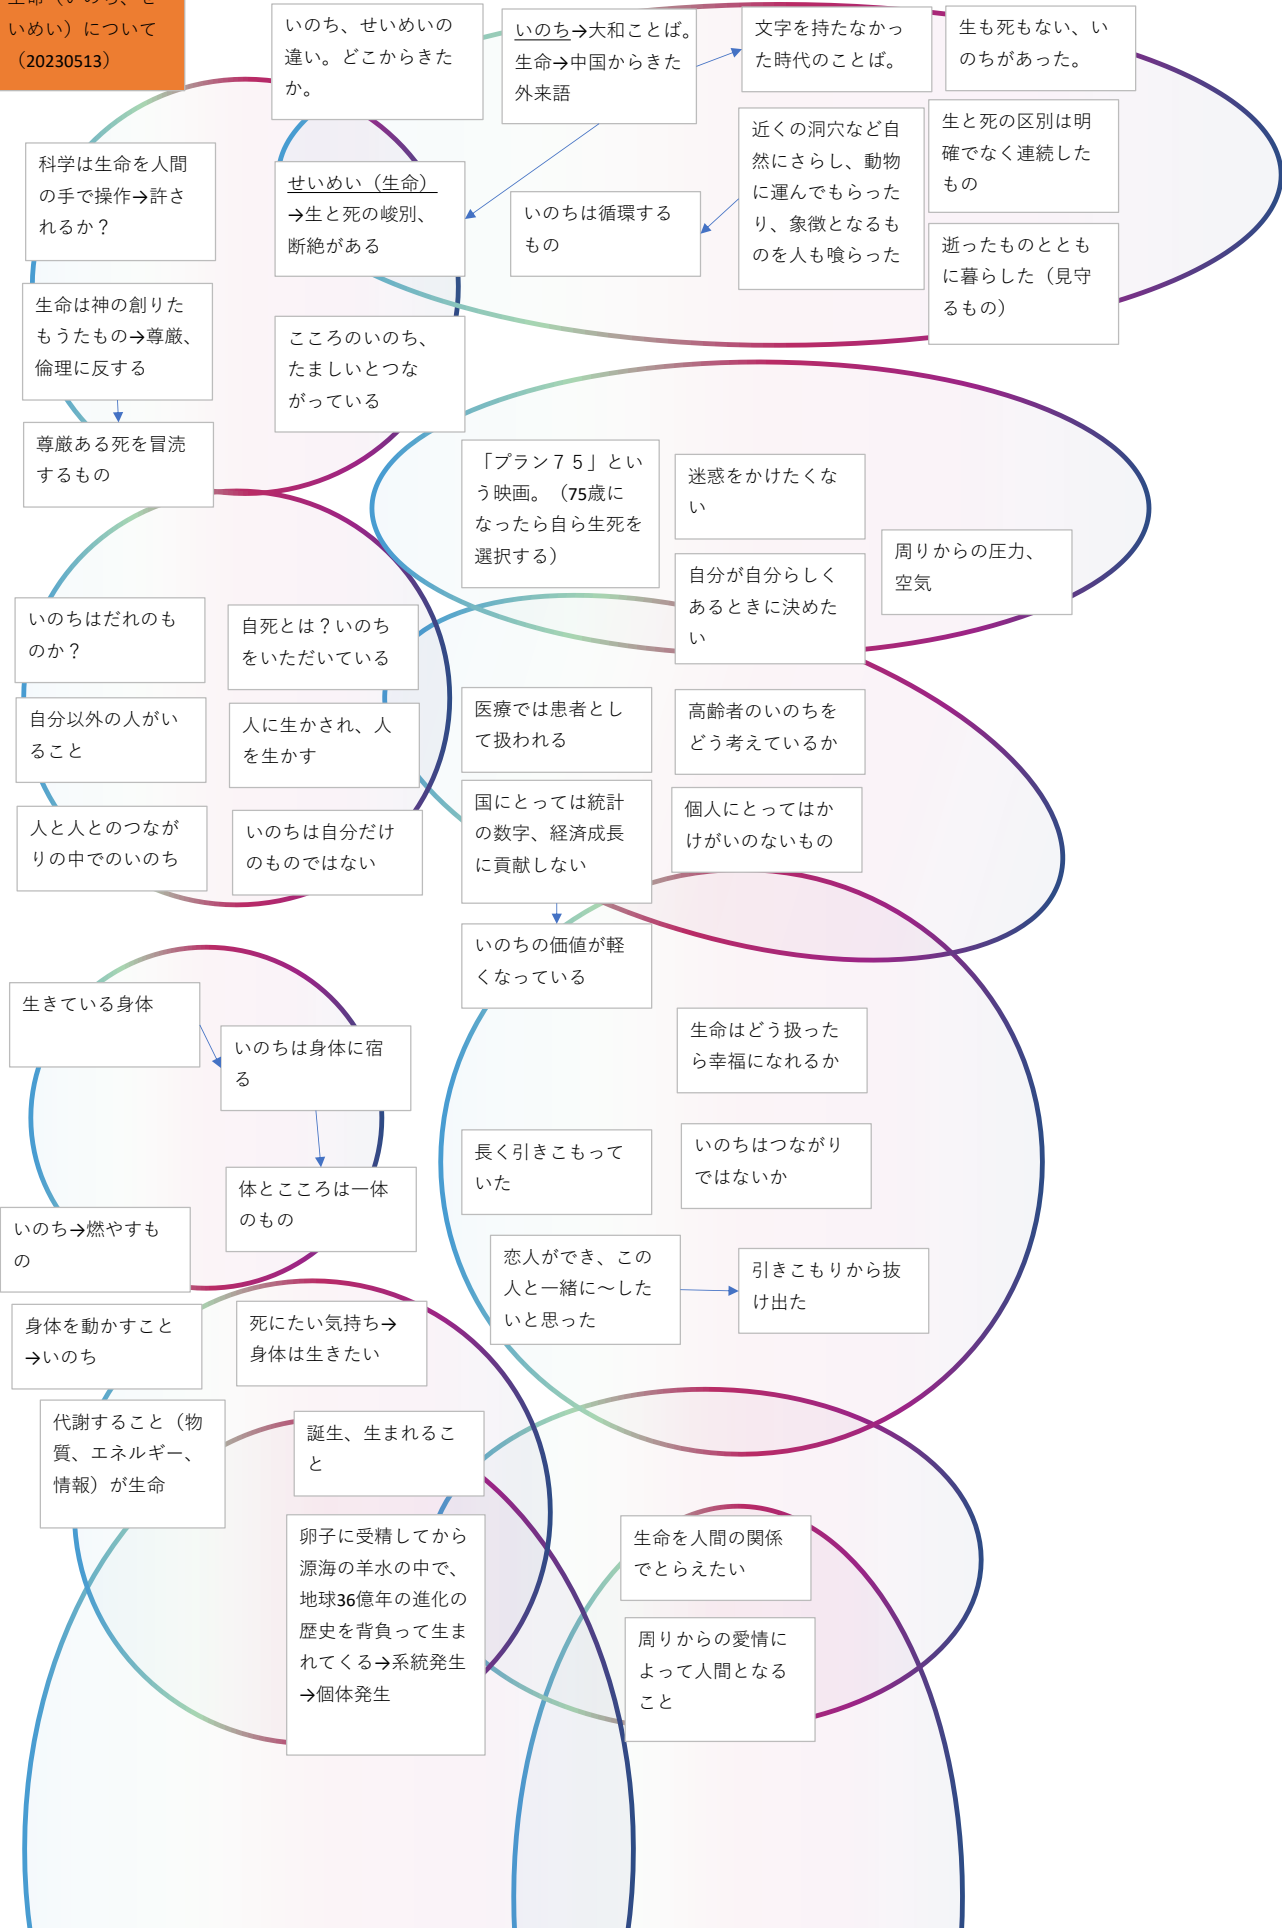 生命（いのち、せ
いめい）について
（20230513）
いのち、せいめいの
違い。どこからきた
か。
いのち→大和ことば。
生命→中国からきた
外来語
文字を持たなかっ
た時代のことば。
生も死もない、い
のちがあった。
科学は生命を人間
の手で操作→許さ
れるか？
せいめい（生命）
→生と死の峻別、
断絶がある
いのちは循環する
もの
近くの洞穴など自
然にさらし、動物
に運んでもらった
り、象徴となるも
のを人も喰らった
生と死の区別は明
確でなく連続した
もの
逝ったものととも
に暮らした（見守
るもの）
生命は神の創りた
もうたもの→尊厳、
倫理に反する
こころのいのち、
たましいとつな
がっている
尊厳ある死を冒涜
するもの
「プラン７５」とい
う映画。（75歳に
なったら自ら生死を
選択する）
迷惑をかけたくな
い
自分が自分らしく
あるときに決めた
い
周りからの圧力、
空気
いのちはだれのも
のか？
自死とは？いのち
をいただいている
自分以外の人がい
ること
人に生かされ、人
を生かす
人と人とのつなが
りの中でのいのち
いのちは自分だけ
のものではない
医療では患者とし
て扱われる
高齢者のいのちを
どう考えているか
国にとっては統計
の数字、経済成長
に貢献しない
個人にとってはか
けがいのないもの
いのちの価値が軽
くなっている
生きている身体
いのちは身体に宿
る
体とこころは一体
のもの
いのち→燃やすも
の
生命はどう扱った
ら幸福になれるか
長く引きこもって
いた
いのちはつながり
ではないか
恋人ができ、この
人と一緒に～した
いと思った
引きこもりから抜
け出た
身体を動かすこと
→いのち
死にたい気持ち→
身体は生きたい
代謝すること（物
質、エネルギー、
情報）が生命
誕生、生まれるこ
と
卵子に受精してから
源海の羊水の中で、
地球36億年の進化の
歴史を背負って生ま
れてくる→系統発生
→個体発生
生命を人間の関係
でとらえたい
周りからの愛情に
よって人間となる
こと